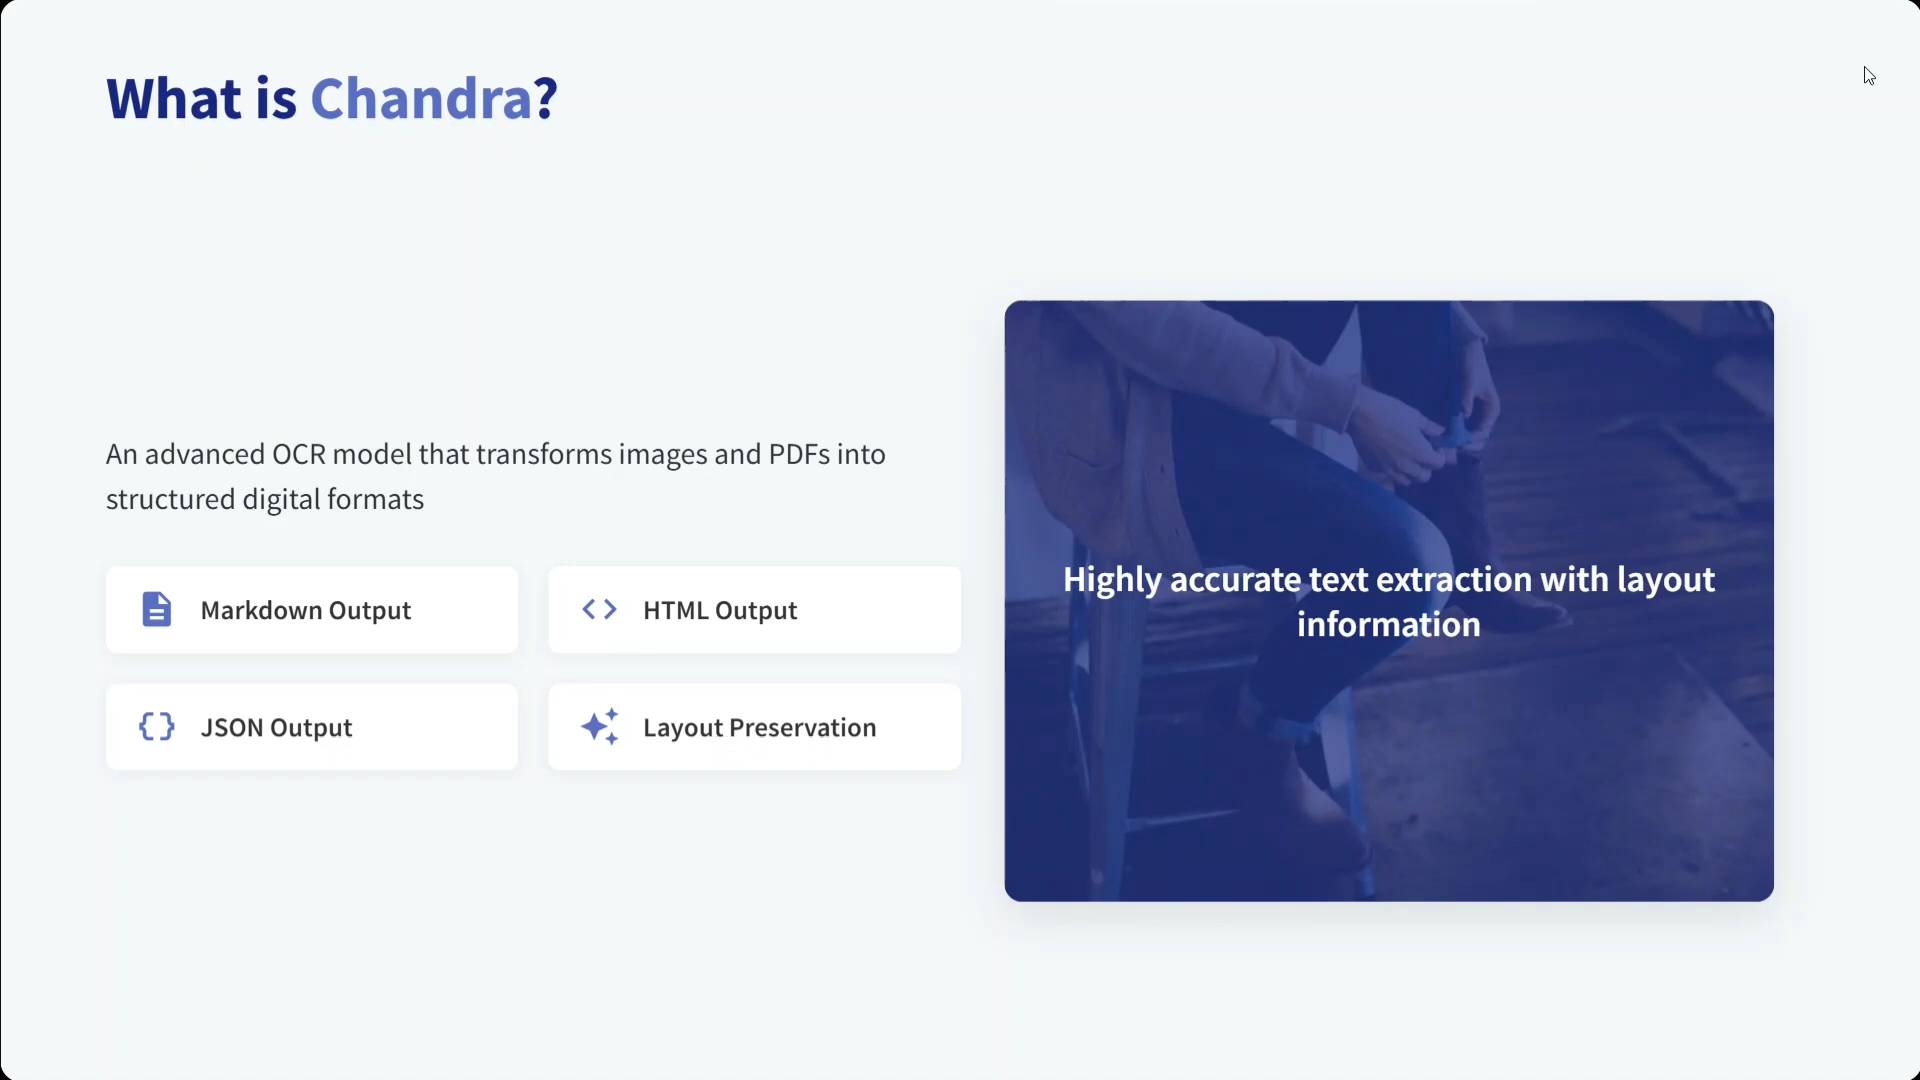 What is Chandra?
An advanced OCR model that transforms images and PDFs into
structured digital formats
Markdown Output
HTML Output
JSON Output
Layout Preservation
Highly accurate text extraction with layout
information